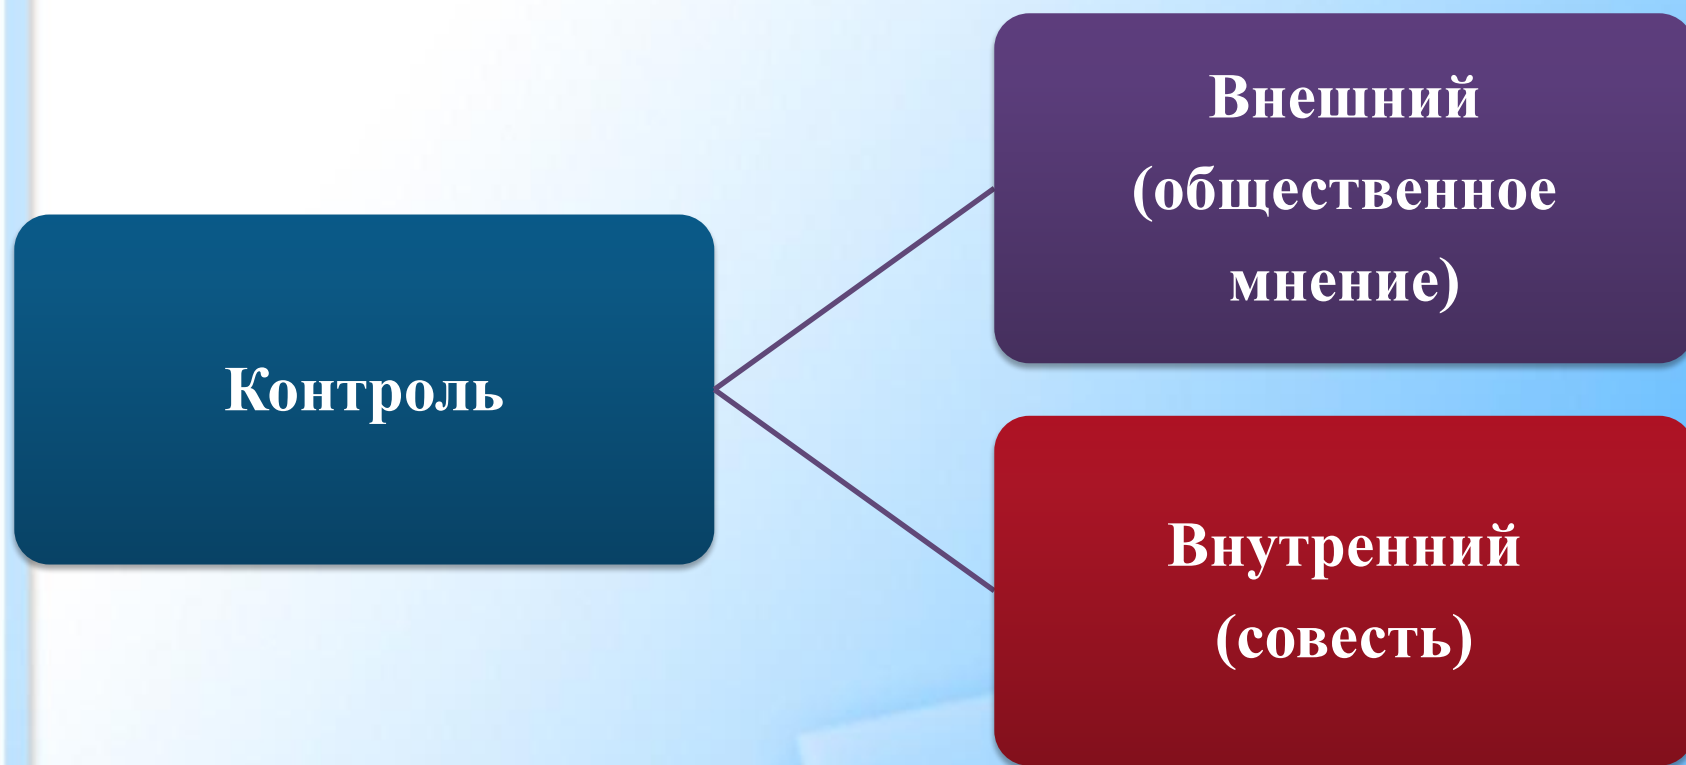 Контроль
Внешний
(общественное
мнение)
Внутренний
(совесть)